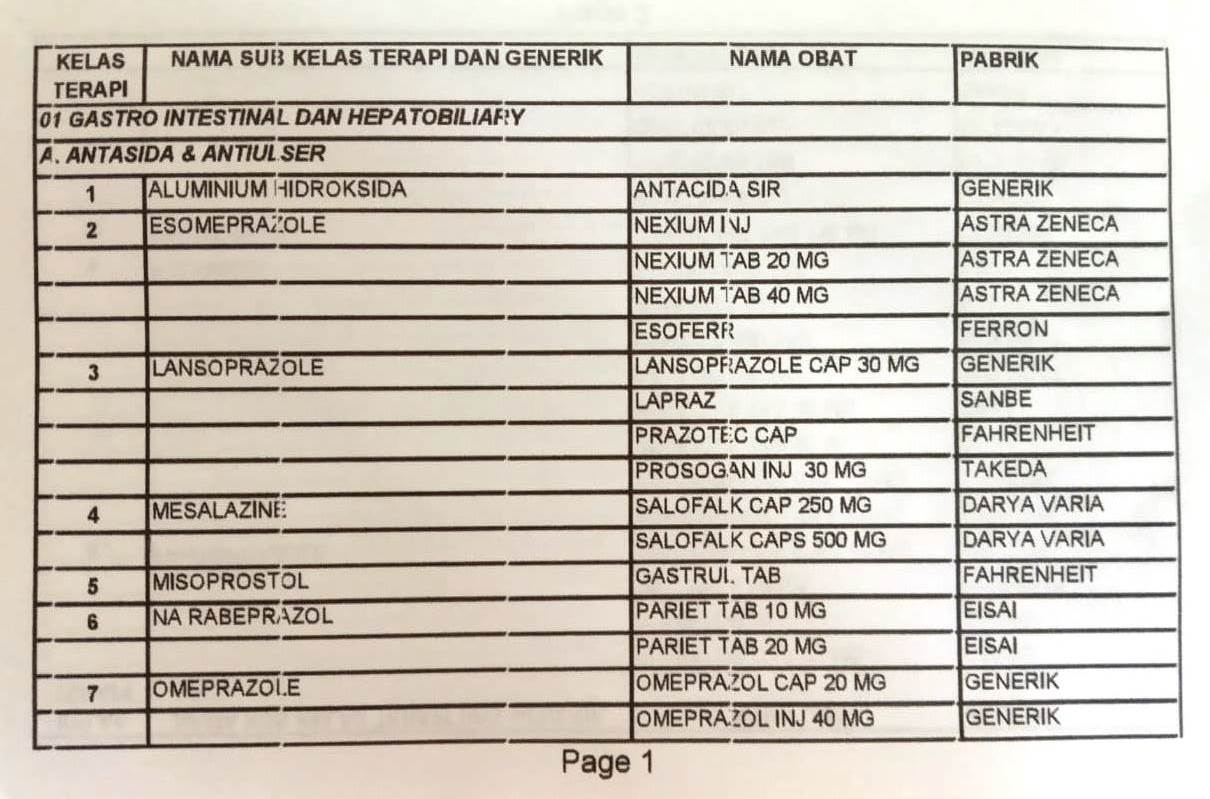 KELAS TERAPI NAMA SUB KELAS TERAPI DAN GENERIK NAMA OBAT PABRIK
01 GASTRO INTESTINAL DAN HEPATOBILIARY
A. ANTASIDA & ANTIULSER
1 ALUMINIUM HIDROKSIDA ANTACIDA SIR GENERIK
2 ESOMEPRAZOLE NEXIUM INJ ASTRA ZENECA
NEXIUM TAB 20 MG ASTRA ZENECA
NEXIUM TAB 40 MG ASTRA ZENECA
ESOFERR FERRON
3 LANSOPRAZOLE LANSOPRAZOLE CAP 30 MG GENERIK
LAPRAZ SANBE
PRAZOTEC CAP FAHRENHEIT
PROSOGAN INJ 30 MG TAKEDA
4 MESALAZINE SALOFALK CAP 250 MG DARYA VARIA
SALOFALK CAPS 500 MG DARYA VARIA
5 MISOPROSTOL GASTRUL TAB FAHRENHEIT
6 NA RABEPRAZOL PARIET TAB 10 MG EISAI
PARIET TAB 20 MG EISAI
7 OMEPRAZOLE OMEPRAZOL CAP 20 MG GENERIK
OMEPRAZOL INJ 40 MG GENERIK
Page 1